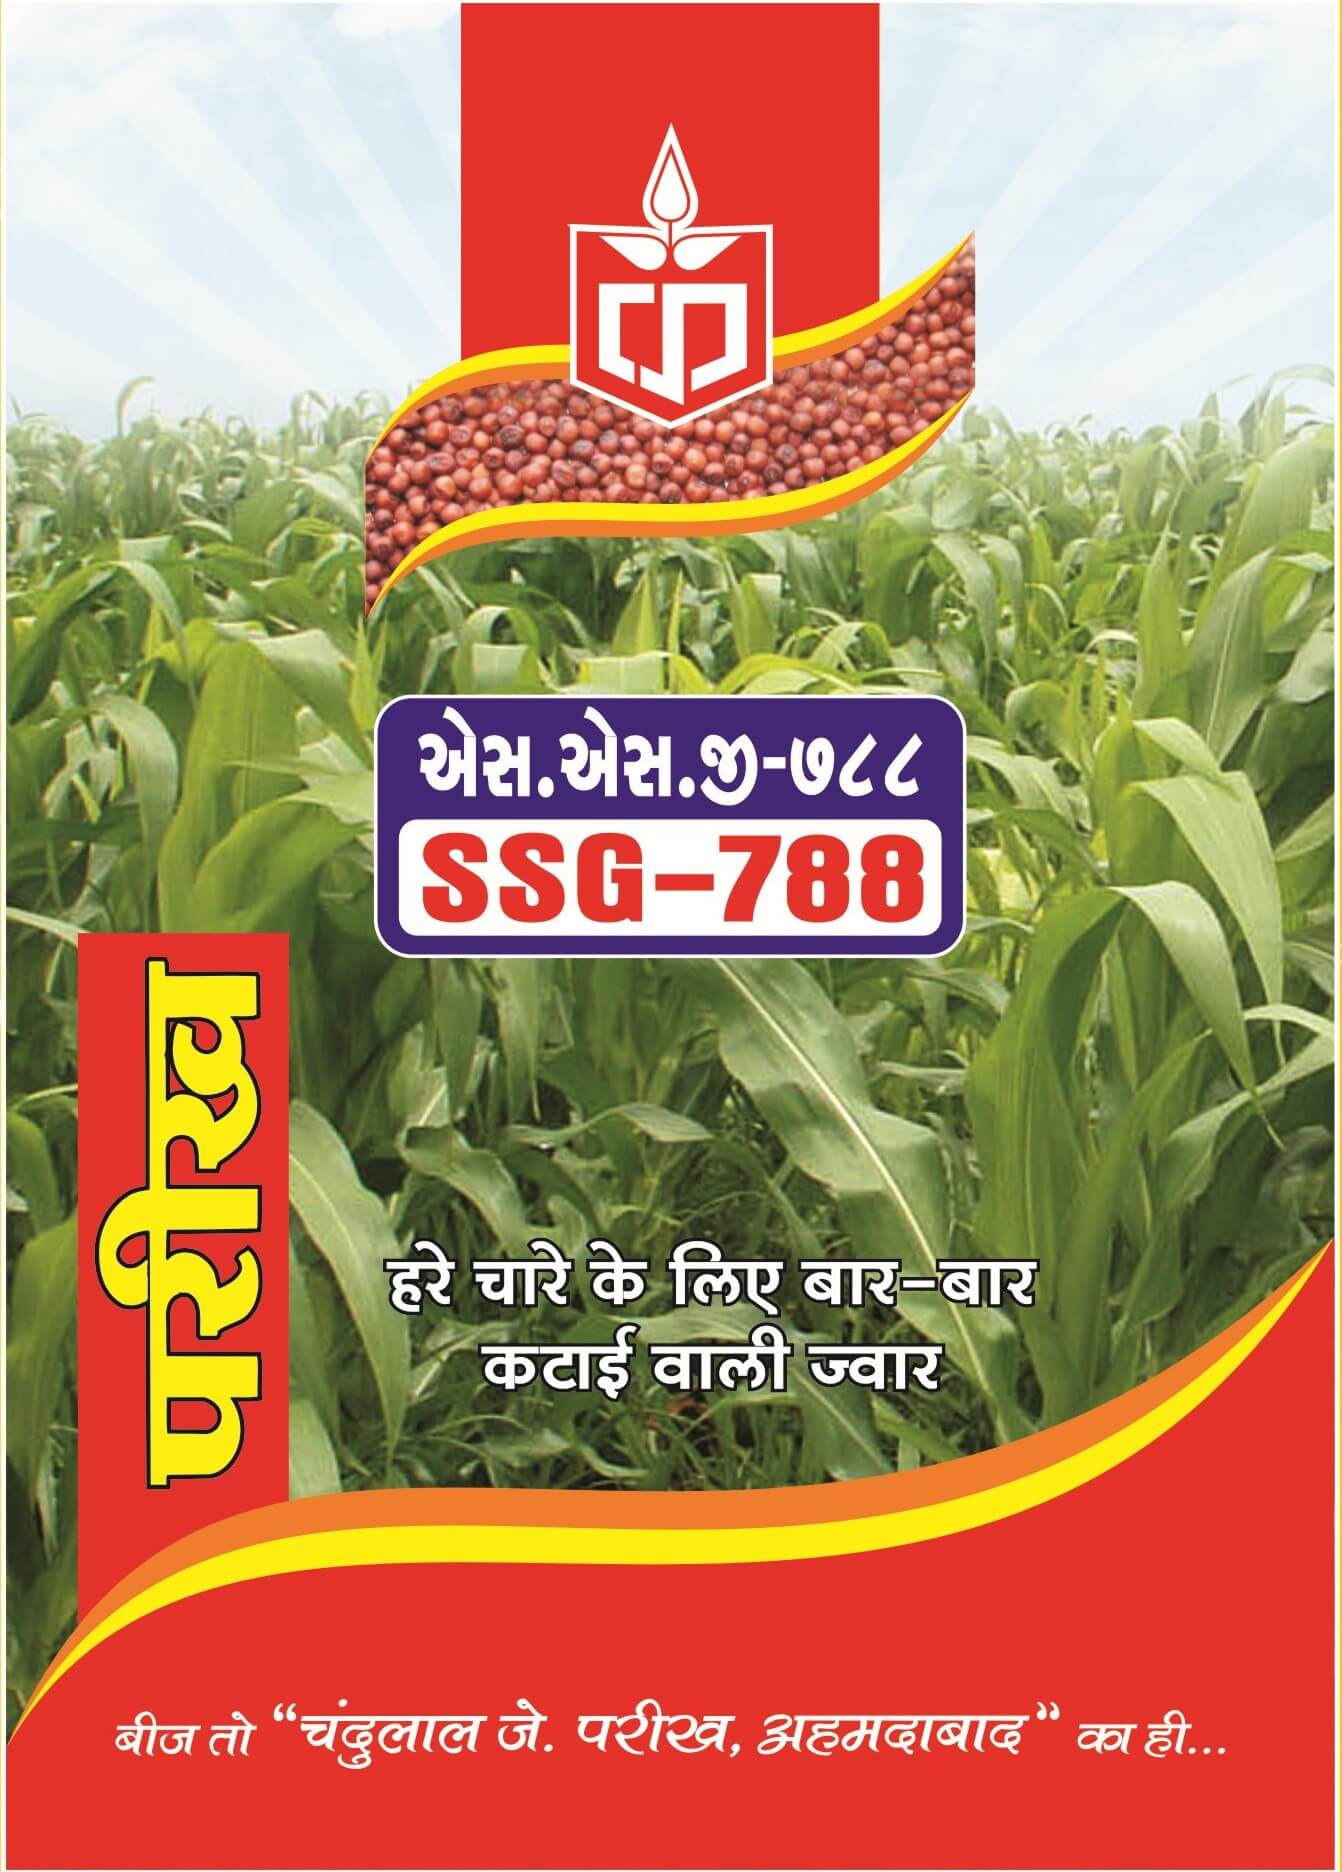 એસ.એસ.જી-૭૮૮
SSG-788
परीख
हरे चारे के लिए बार-बार
कटाई वाली ज्वार
बीज तो “चंदुलाल जे. परीख, अहमदाबाद” का ही...